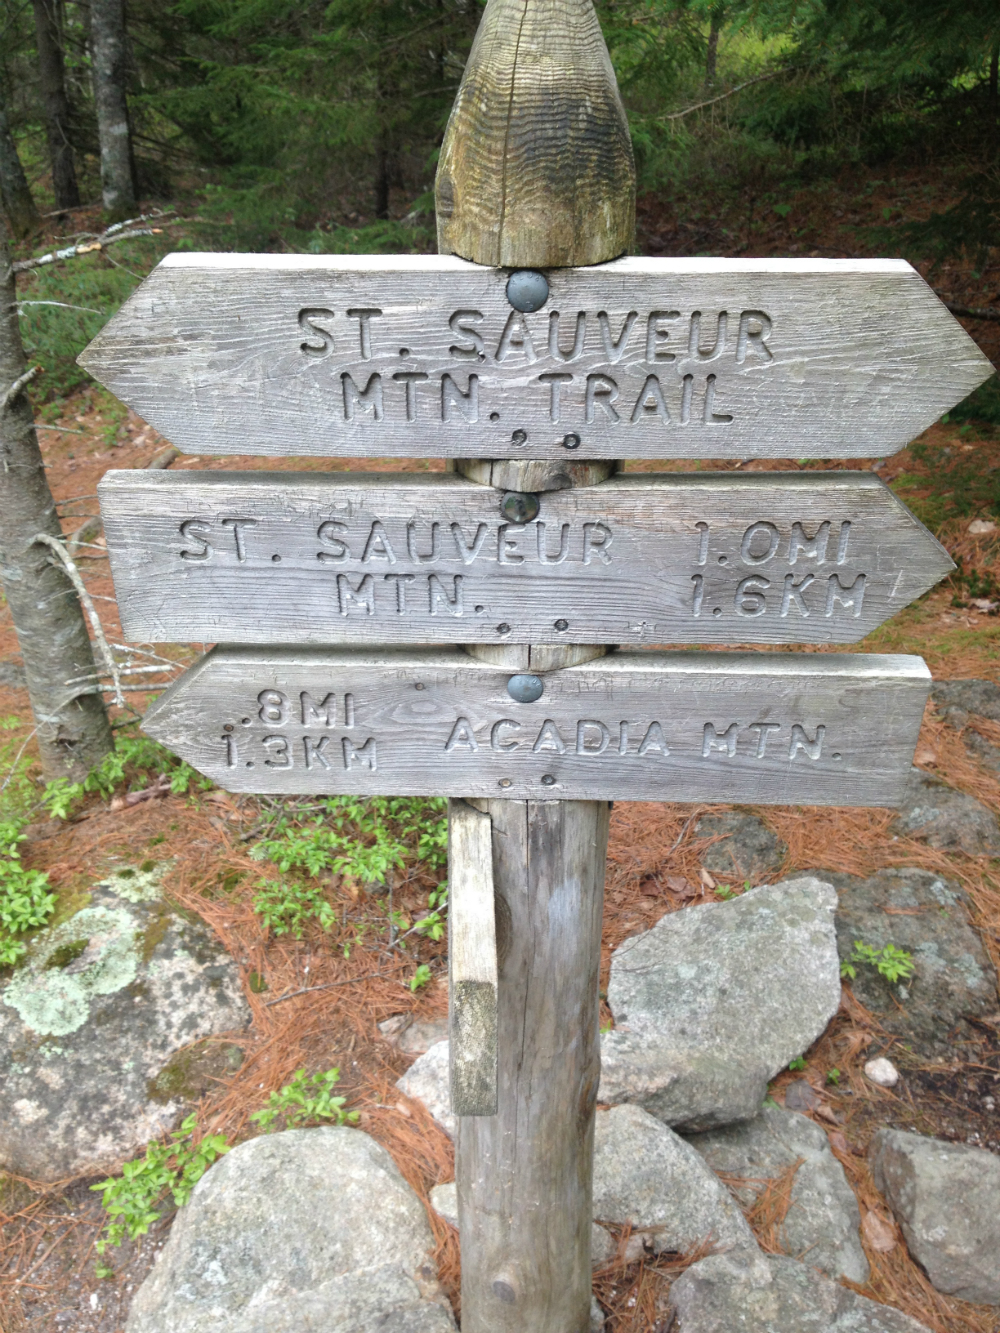 ST. SAUVEUR
MTN. TRAIL
ST. SAUVEUR 1.0MI
MTN. 1.6KM
.8MI ACADIA MTN.
1.3KM